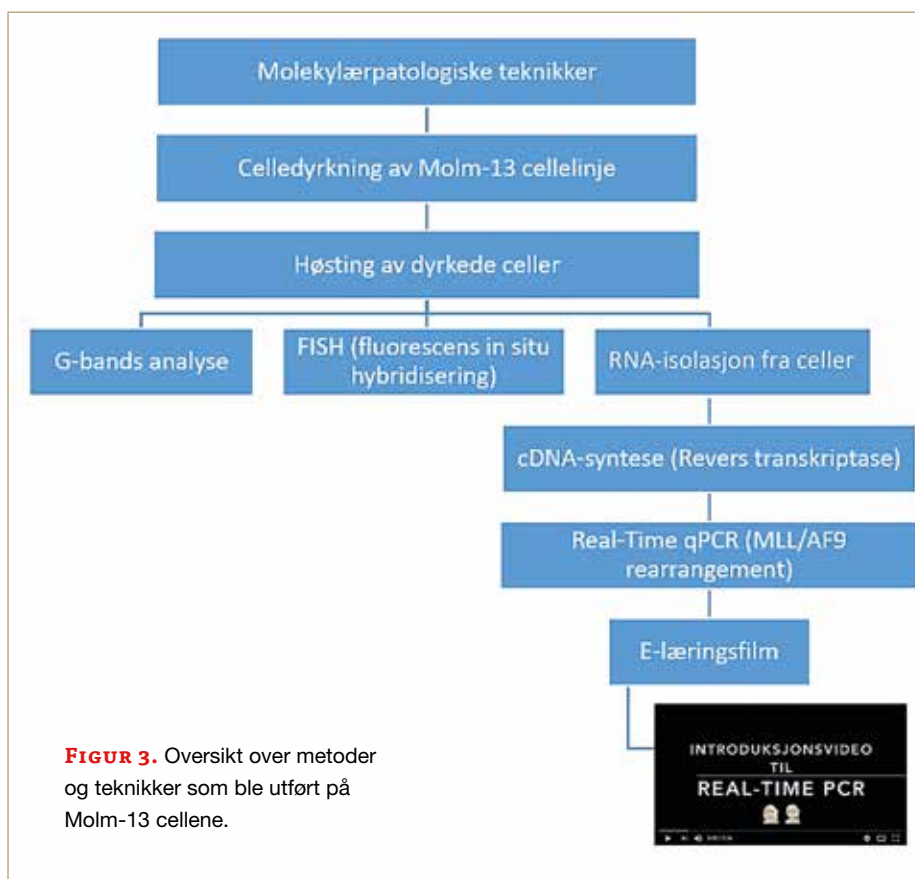 Molekylærpatologiske teknikker
Celledyrkning av Molm-13 cellelinje
Høsting av dyrkede celler
G-bands analyse
FISH (fluorescens in situ
hybridisering)
RNA-isolasjon fra celler
cDNA-syntese (Revers transkriptase)
Real-Time qPCR (MLL/AF9
rearrangement)
E-læringsfilm
INTRODUKSJONSVIDEO
TIL
REAL-TIME PCR
FIGUR 3. Oversikt over metoder
og teknikker som ble utført på
Molm-13 cellene.